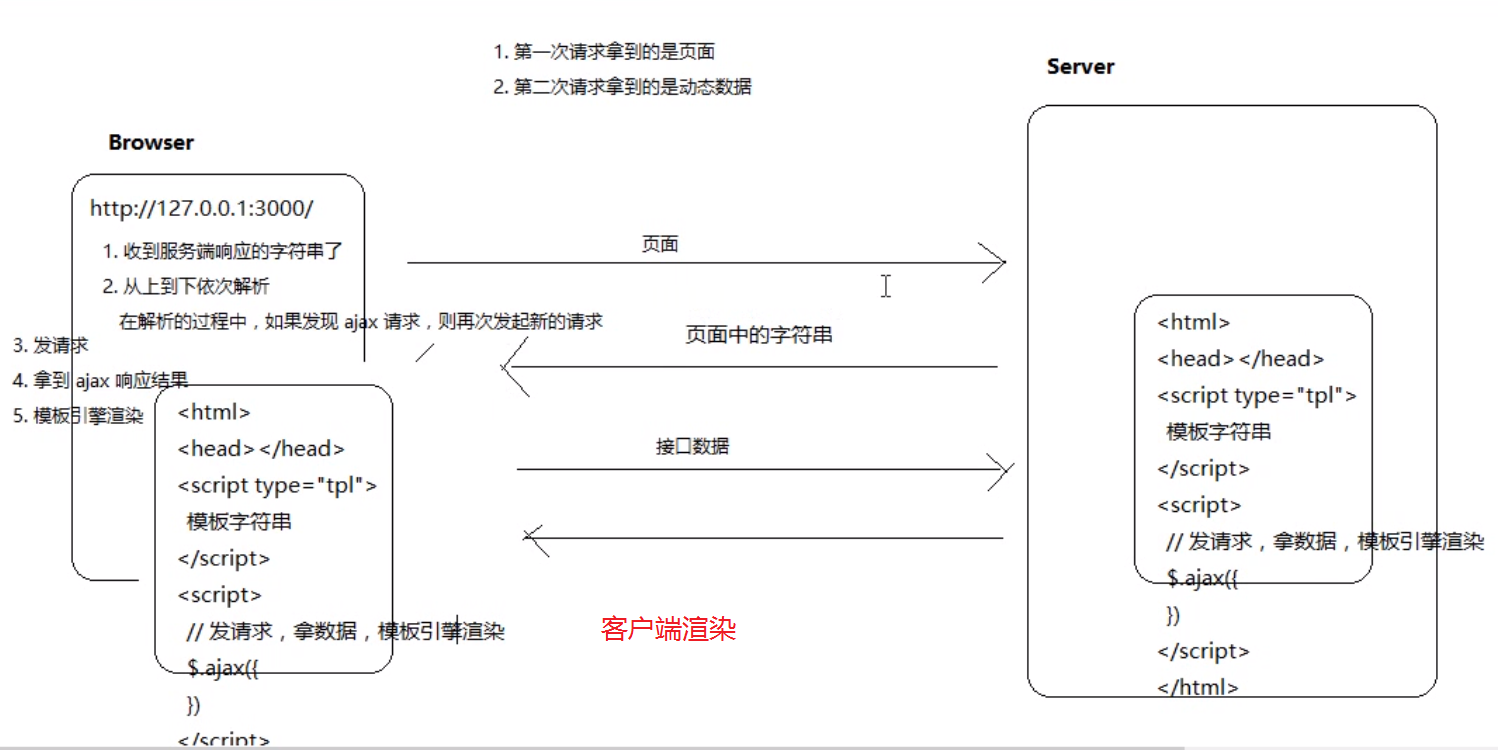 1. 第一次请求拿到的是页面
2. 第二次请求拿到的是动态数据
Server
Browser
http://127.0.0.1:3000/
1. 收到服务端响应的字符串了
2. 从上到下依次解析
在解析的过程中，如果发现 ajax 请求，则再次发起新的请求
3. 发请求
4. 拿到 ajax 响应结果
5. 模板引擎渲染
<html>
<head></head>
<script type="tpl">
模板字符串
</script>
<script>
// 发请求，拿数据，模板引擎渲染
$.ajax({
})
</script>
页面
页面中的字符串
接口数据
客户端渲染
<html>
<head></head>
<script type="tpl">
模板字符串
</script>
<script>
// 发请求，拿数据，模板引擎渲染
$.ajax({
})
</script>
</html>